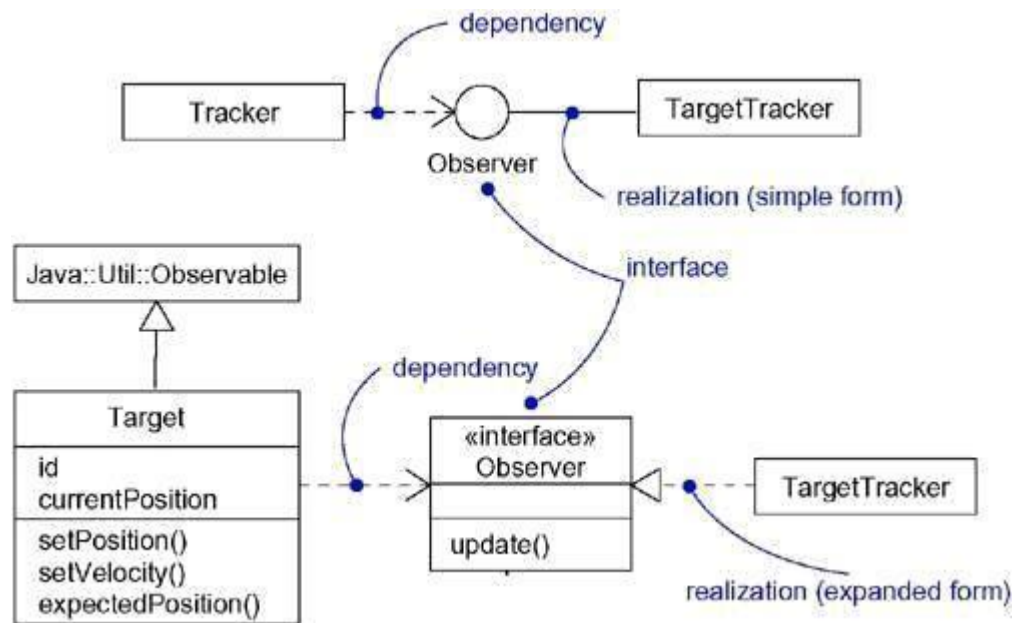 dependency
Tracker
TargetTracker
Observer
realization (simple form)
Java::Util::Observable
interface
dependency
Target
«interface»
Observer
id
currentPosition
TargetTracker
setPosition()
setVelocity()
expectedPosition()
update()
realization (expanded form)